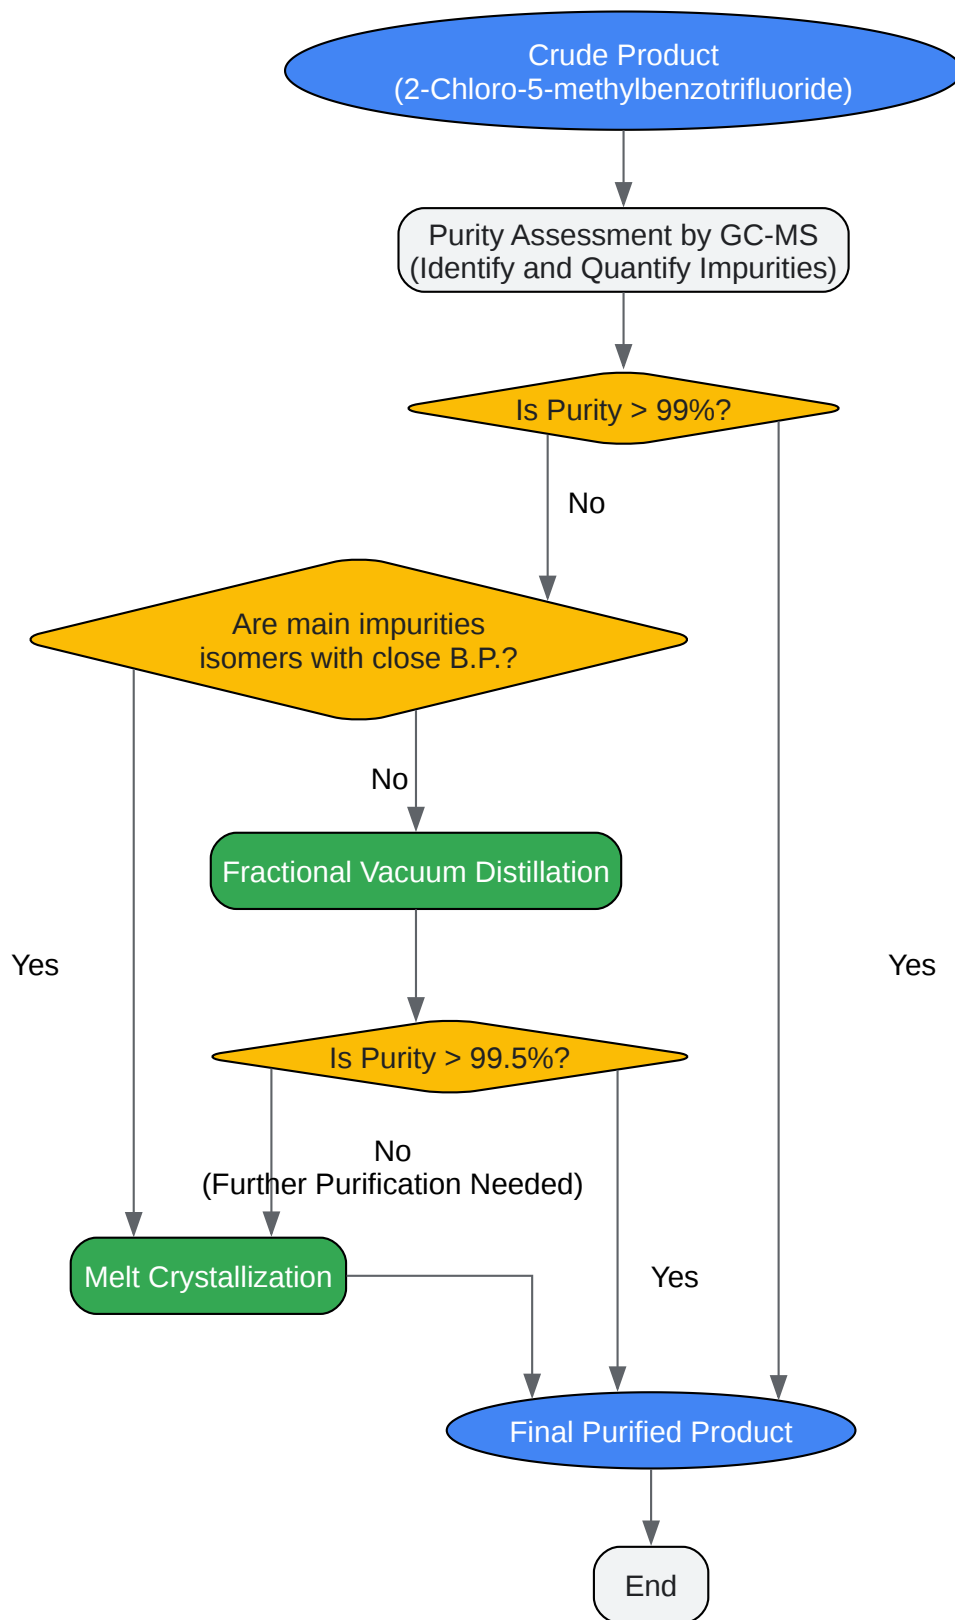 Crude Product
(2-Chloro-5-methylbenzotrifluoride)
Purity Assessment by GC-MS
(Identify and Quantify Impurities)
Is Purity > 99%?
No
Are main impurities
isomers with close B.P.?
No
Fractional Vacuum Distillation
Yes
Yes
Is Purity > 99.5%?
No
(Further Purification Needed)
Melt Crystallization
Yes
Final Purified Product
End